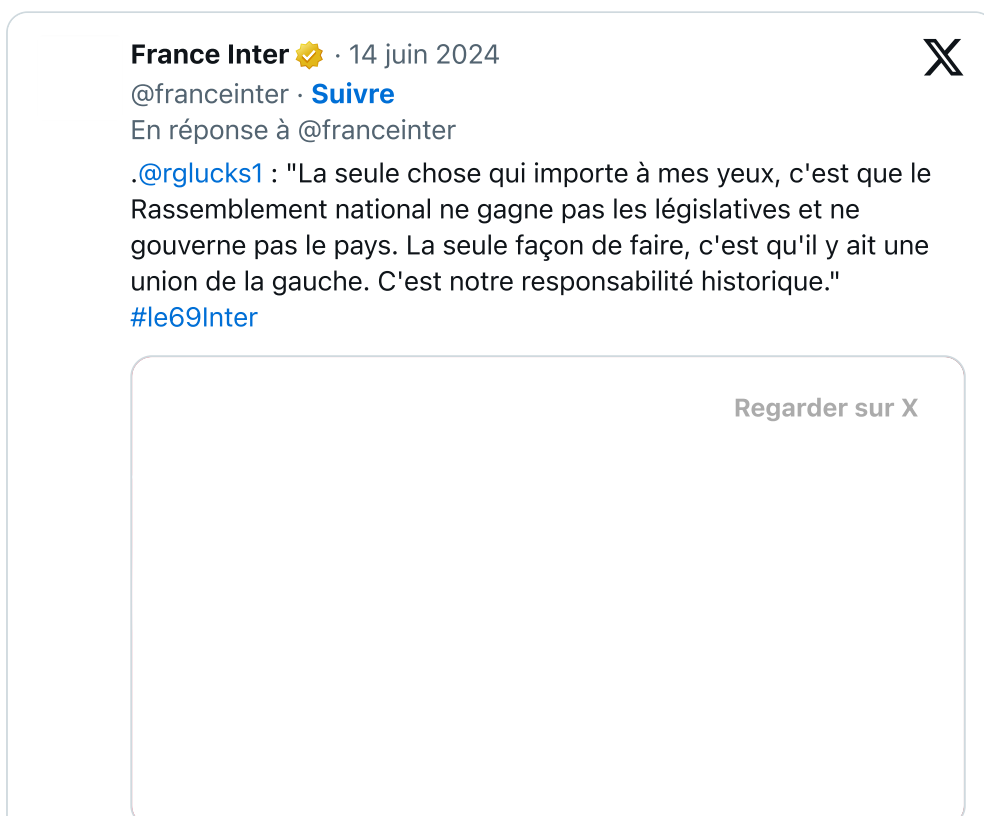 France Inter · 14 juin 2024
@franceinter · Suivre
En réponse à @franceinter
.@rglucks1 : "La seule chose qui importe à mes yeux, c'est que le
Rassemblement national ne gagne pas les législatives et ne
gouverne pas le pays. La seule façon de faire, c'est qu'il y ait une
union de la gauche. C'est notre responsabilité historique."
#le69Inter
Regarder sur X